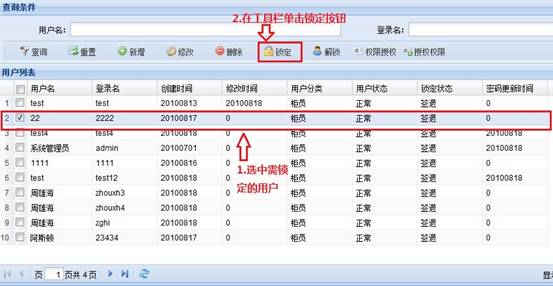 查询条件
2.在工具栏单击锁定按钮
用户名: 登录名:
查询 重置 新增 修改 删除 锁定 解锁 权限授权 授权权限
用户列表
用户名 登录名 创建时间 修改时间 用户分类 用户状态 锁定状态 密码更新时间
1 test test 20100813 20100818 柜员 正常 签退 0
2 22 2222 20100817 0 柜员 正常 签退 0
3 test4 test4 20100818 0 柜员 正常 签退 20100818
4 系统管理员 admin 20100701 0 柜员 正常 签退 20100818
5 1111 1111 20100816 0 柜员 正常 签退 0
6 test test12 20100818 0 柜员 正常 签退 20100818
7 周雄海 zhouxh3 20100818 0 柜员 正常 签退 0
8 周雄海 zhouxh4 20100818 0 柜员 正常 签退 0
9 周雄海 zghi 20100818 0 柜员 正常 签退 0
10 阿斯顿 23434 20100817 0 柜员 正常 签退 0
1.选中需锁
定的用户
页 1 共 4 页 显